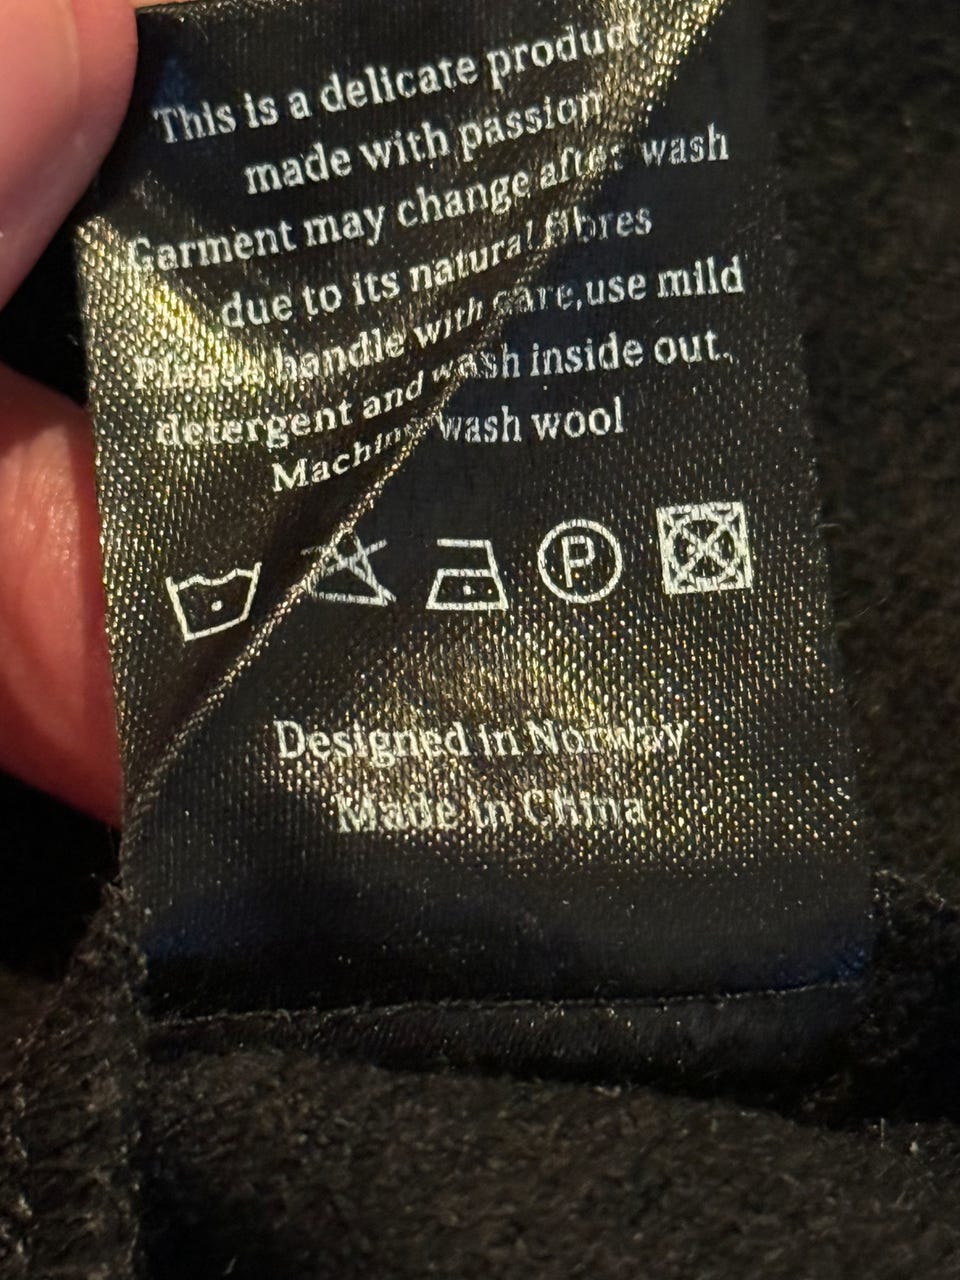 This is a delicate product
made with passion
Garment may change after wash
due to its natural fibres
Please handle with care,use mild
detergent and wash inside out.
Machine wash wool
P
Designed in Norway
Made in China